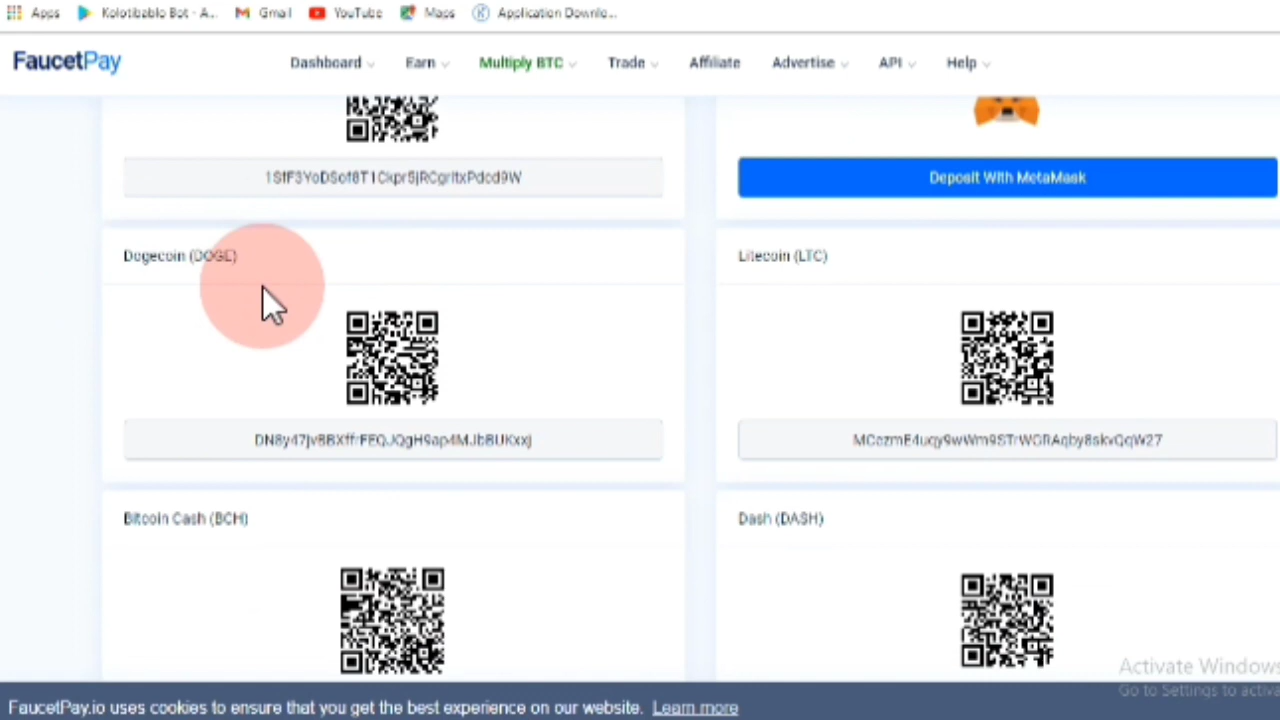 Apps Kolotibablo Bot - A... Gmail YouTube Maps Application Downlo...
FaucetPay Dashboard Earn Multiply BTC Trade Affiliate Advertise API Help
Deposit With MetaMask
Dogecoin (DOGE) Litecoin (LTC)
Bitcoin Cash (BCH) Dash (DASH)
Activate Windows
Go to Settings to activa
FaucetPay.io uses cookies to ensure that you get the best experience on our website. Learn more